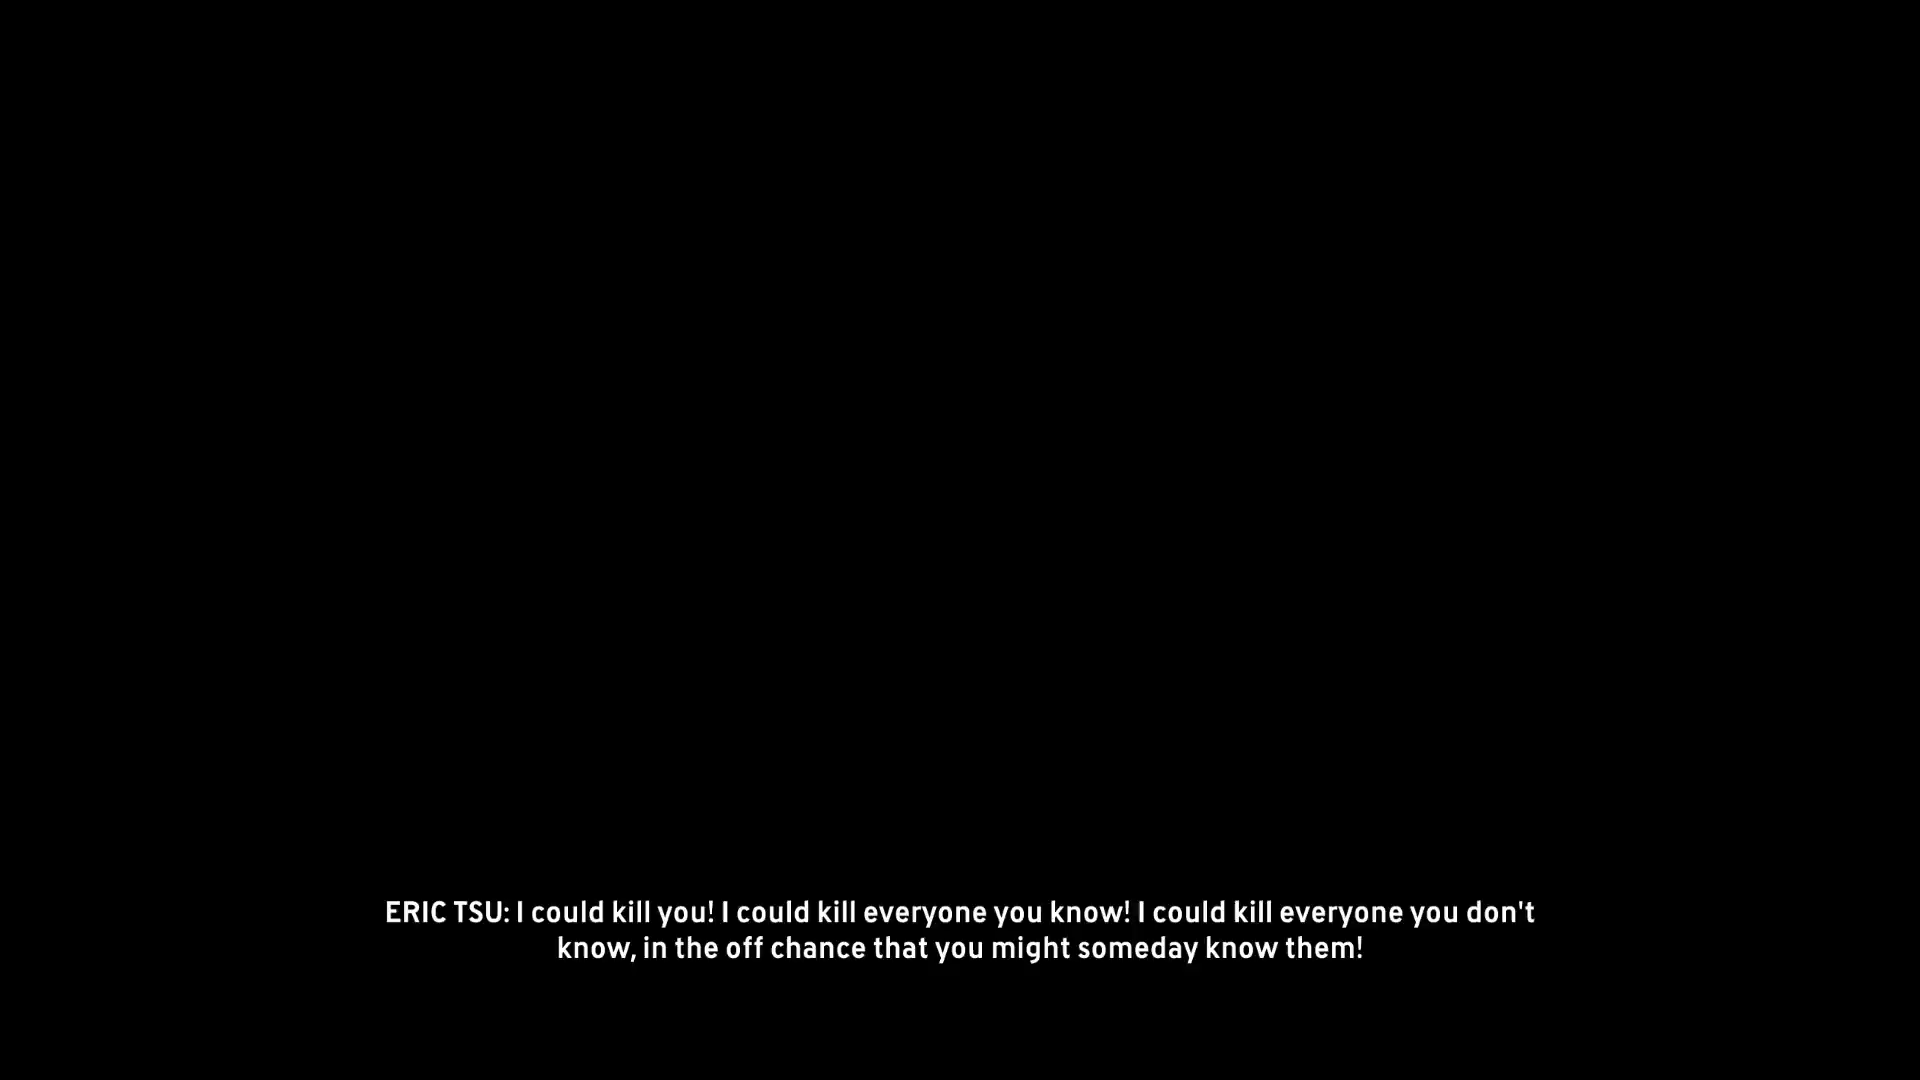 ERIC TSU: I could kill you! I could kill everyone you know! I could kill everyone you don't
know, in the off chance that you might someday know them!